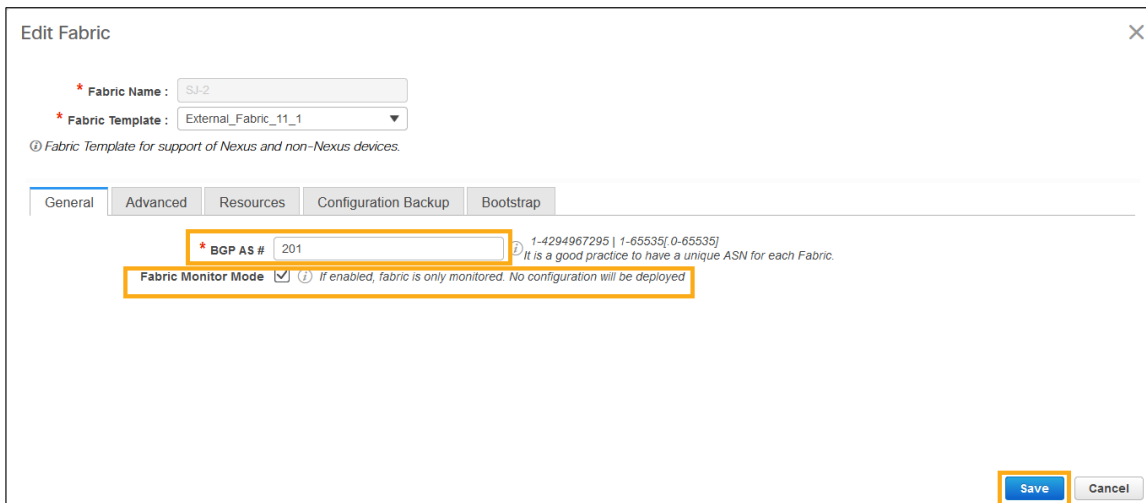 Edit Fabric
* Fabric Name : SJ-2
* Fabric Template : External_Fabric_11_1
Fabric Template for support of Nexus and non-Nexus devices.
General Advanced Resources Configuration Backup Bootstrap
* BGP AS # 201 1-4294967295 | 1-65535[.0-65535]
It is a good practice to have a unique ASN for each Fabric.
Fabric Monitor Mode If enabled, fabric is only monitored. No configuration will be deployed
Save Cancel